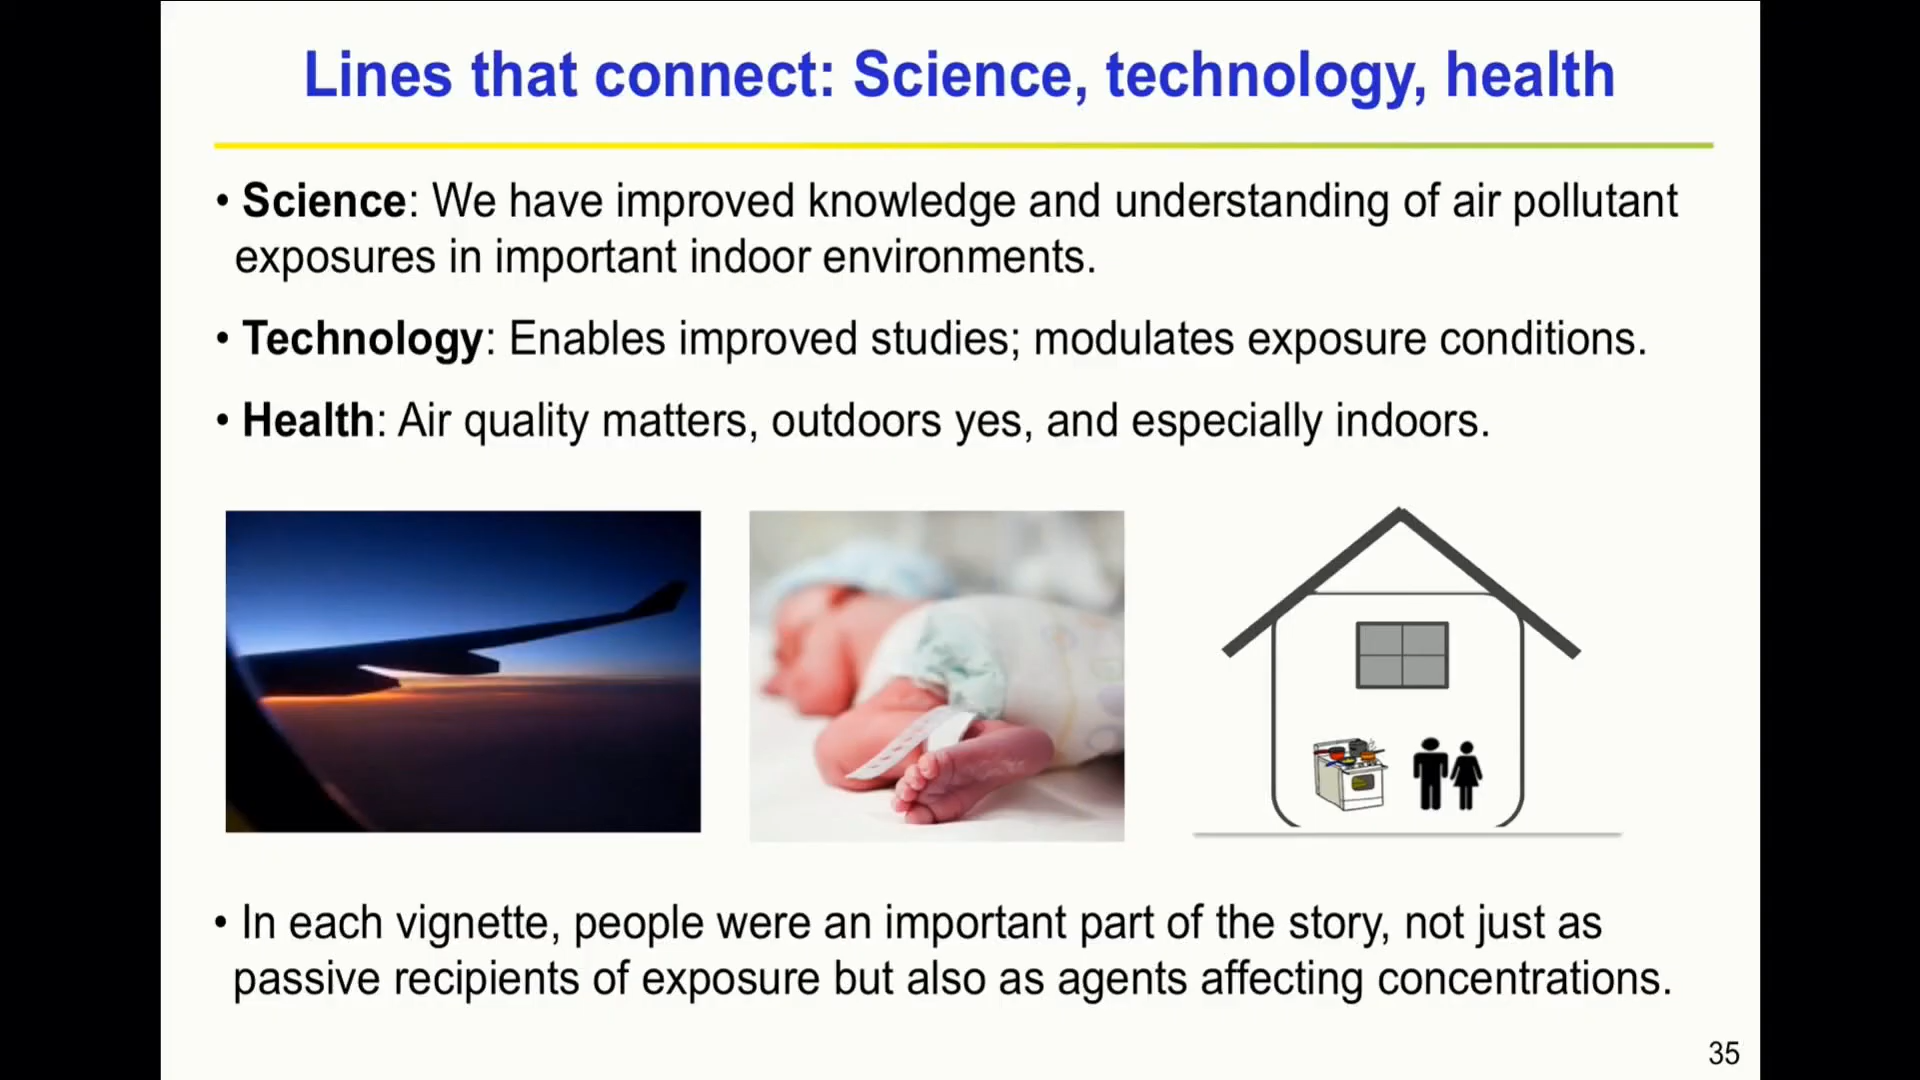 Lines that connect: Science, technology, health
• Science: We have improved knowledge and understanding of air pollutant
exposures in important indoor environments.
• Technology: Enables improved studies; modulates exposure conditions.
• Health: Air quality matters, outdoors yes, and especially indoors.
• In each vignette, people were an important part of the story, not just as
passive recipients of exposure but also as agents affecting concentrations.
35